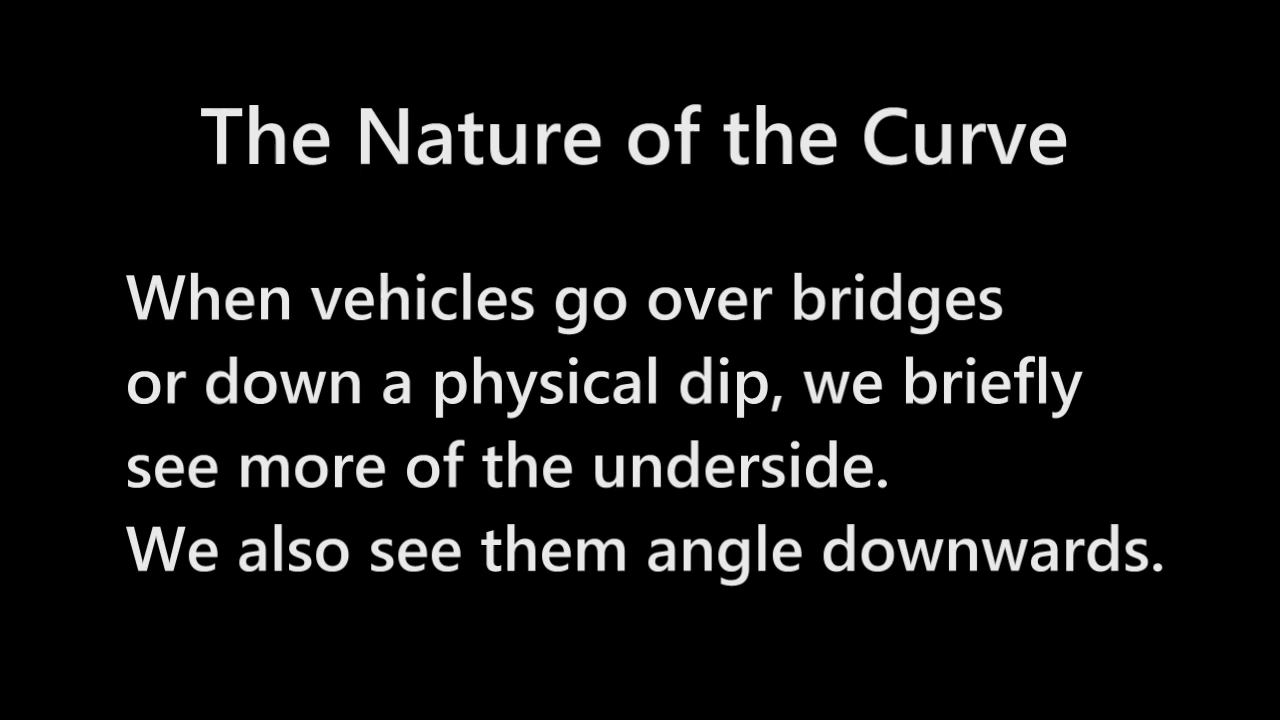 The Nature of the Curve
When vehicles go over bridges
or down a physical dip, we briefly
see more of the underside.
We also see them angle downwards.